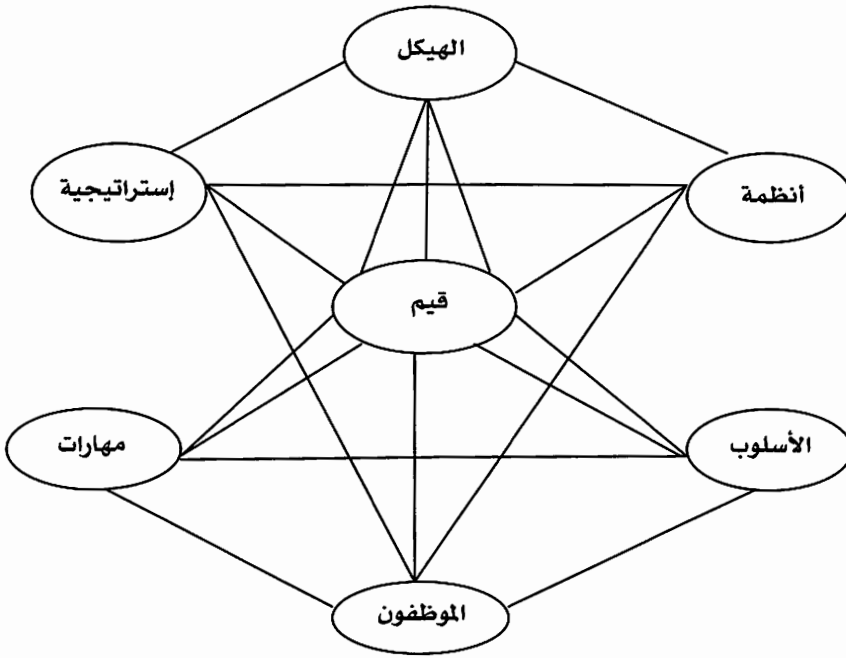 الهيكل
أنظمة
إستراتيجية
قيم
الأسلوب
مهارات
الموظفون